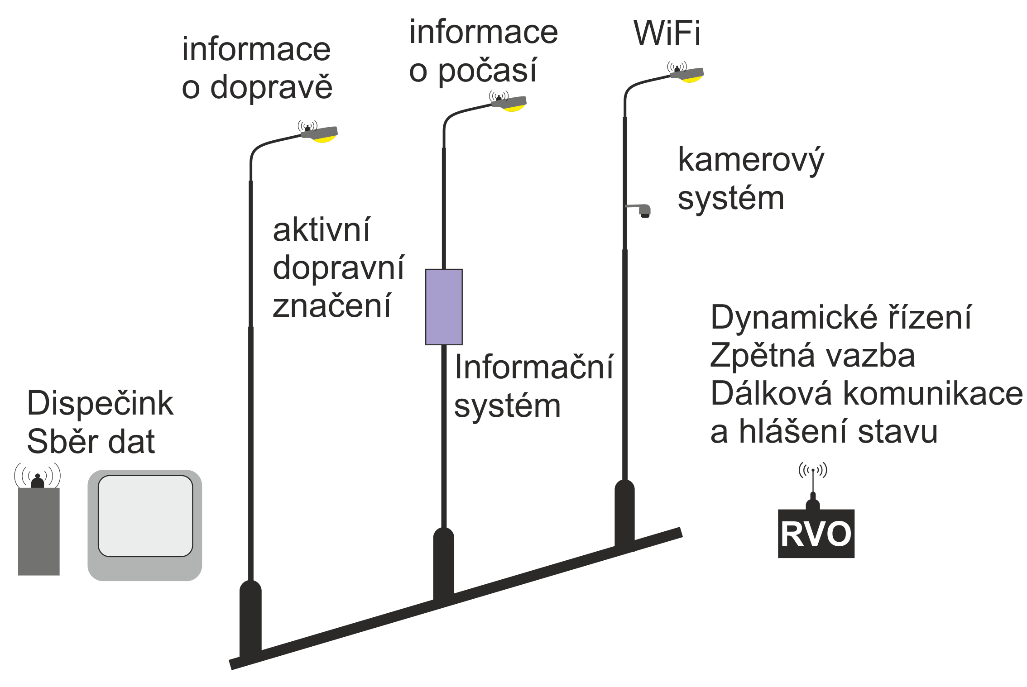 informace
o dopravě
informace
o počasí
WiFi
kamerový
systém
aktivní
dopravní
značení
Informační
systém
Dynamické řízení
Zpětná vazba
Dálková komunikace
a hlášení stavu
Dispečink
Sběr dat
RVO